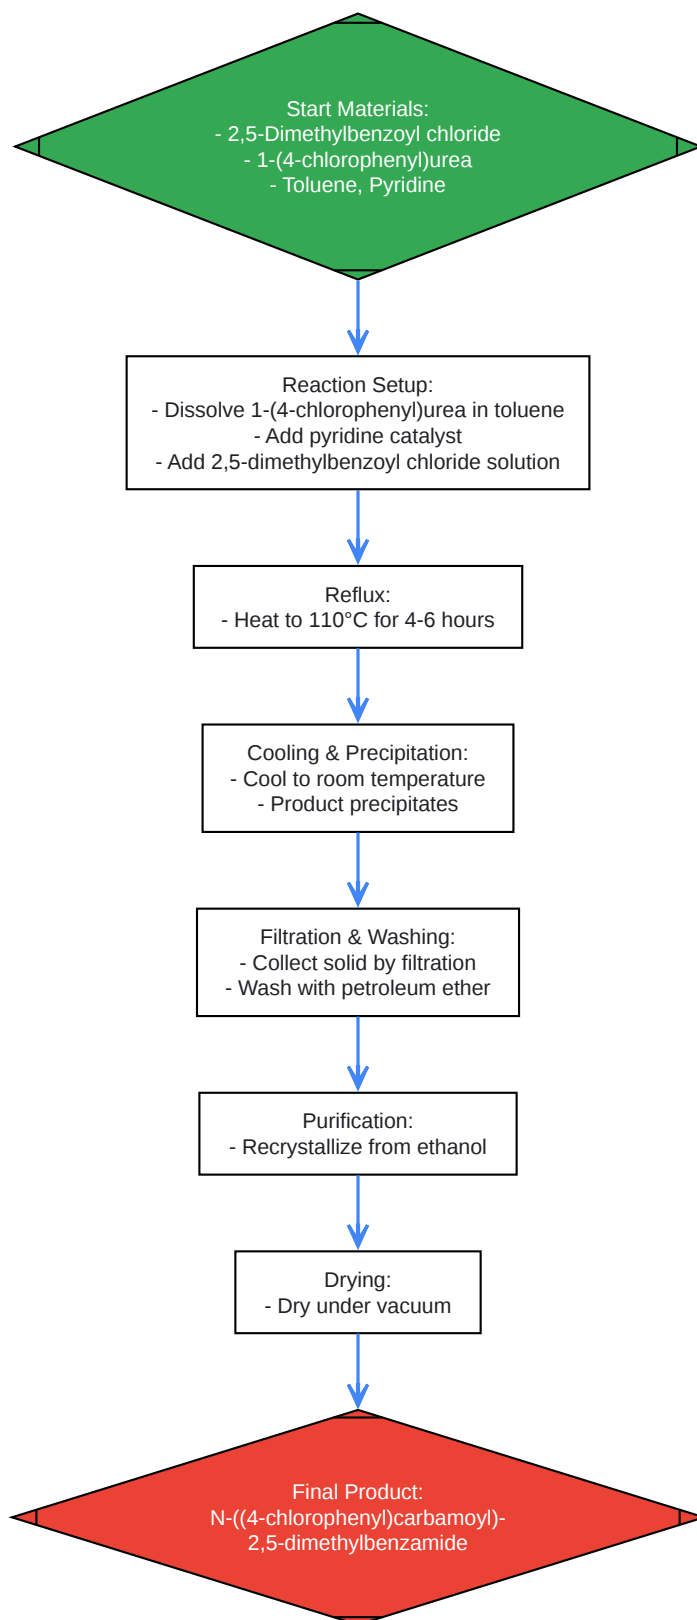 Start Materials:
- 2,5-Dimethylbenzoyl chloride
- 1-(4-chlorophenyl)urea
- Toluene, Pyridine
Reaction Setup:
- Dissolve 1-(4-chlorophenyl)urea in toluene
- Add pyridine catalyst
- Add 2,5-dimethylbenzoyl chloride solution
Reflux:
- Heat to 110°C for 4-6 hours
Cooling & Precipitation:
- Cool to room temperature
- Product precipitates
Filtration & Washing:
- Collect solid by filtration
- Wash with petroleum ether
Purification:
- Recrystallize from ethanol
Drying:
- Dry under vacuum
Final Product:
N-((4-chlorophenyl)carbamoyl)-
2,5-dimethylbenzamide